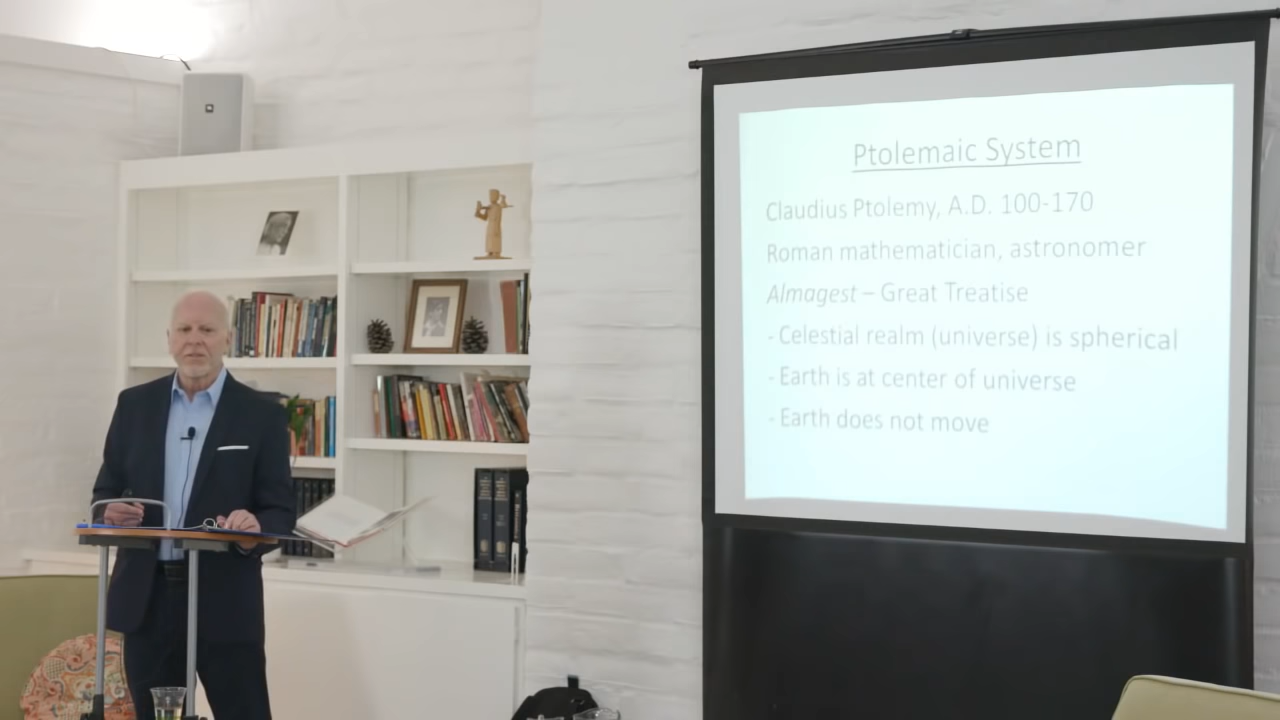 Ptolemaic System
Claudius Ptolemy, A.D. 100-170
Roman mathematician, astronomer
Almagest – Great Treatise
- Celestial realm (universe) is spherical
- Earth is at center of universe
- Earth does not move